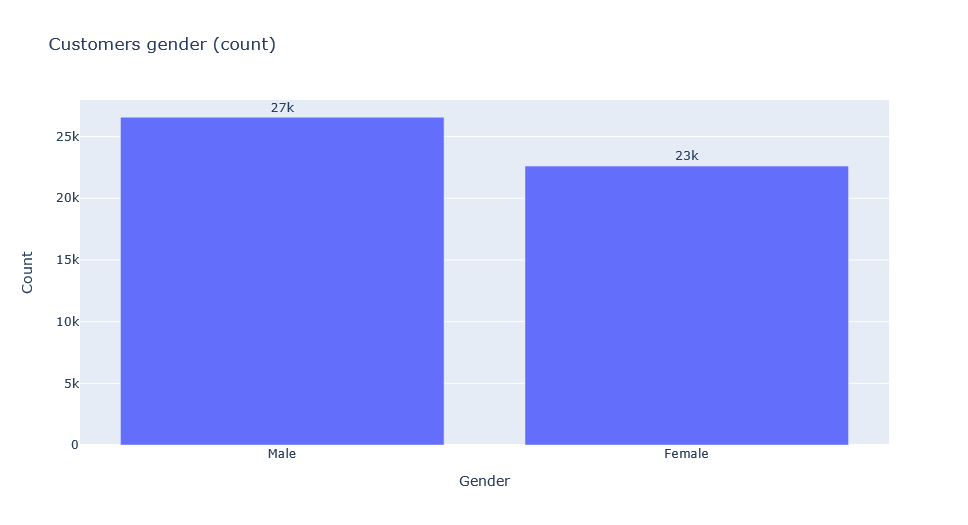 Customers gender (count)
27k
23k
25k
20k
15k
10k
5k
0
Count
Male
Female
Gender